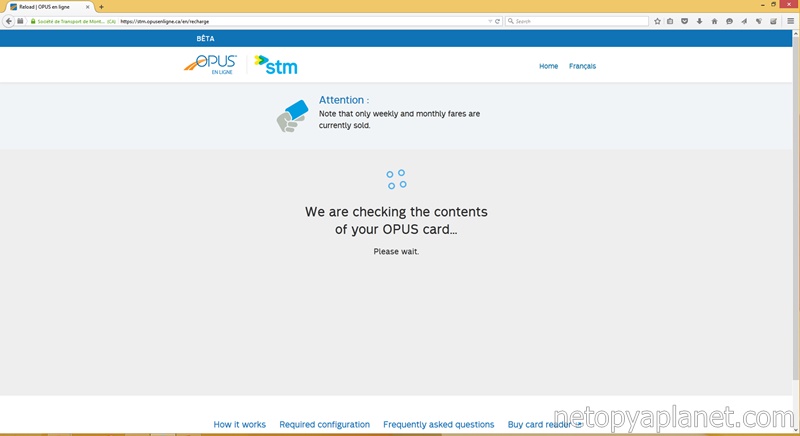 Reload | OPUS en ligne
Société de Transport de Mont... (CA)
https://stm.opusenligne.ca/en/recharge
Search
BÊTA
OPUS
EN LIGNE
stm
Home
Français
Attention :
Note that only weekly and monthly fares are
currently sold.
We are checking the contents
of your OPUS card...
Please wait.
How it works
Required configuration
Frequently asked questions
Buy card reader
netopyaplanet.com